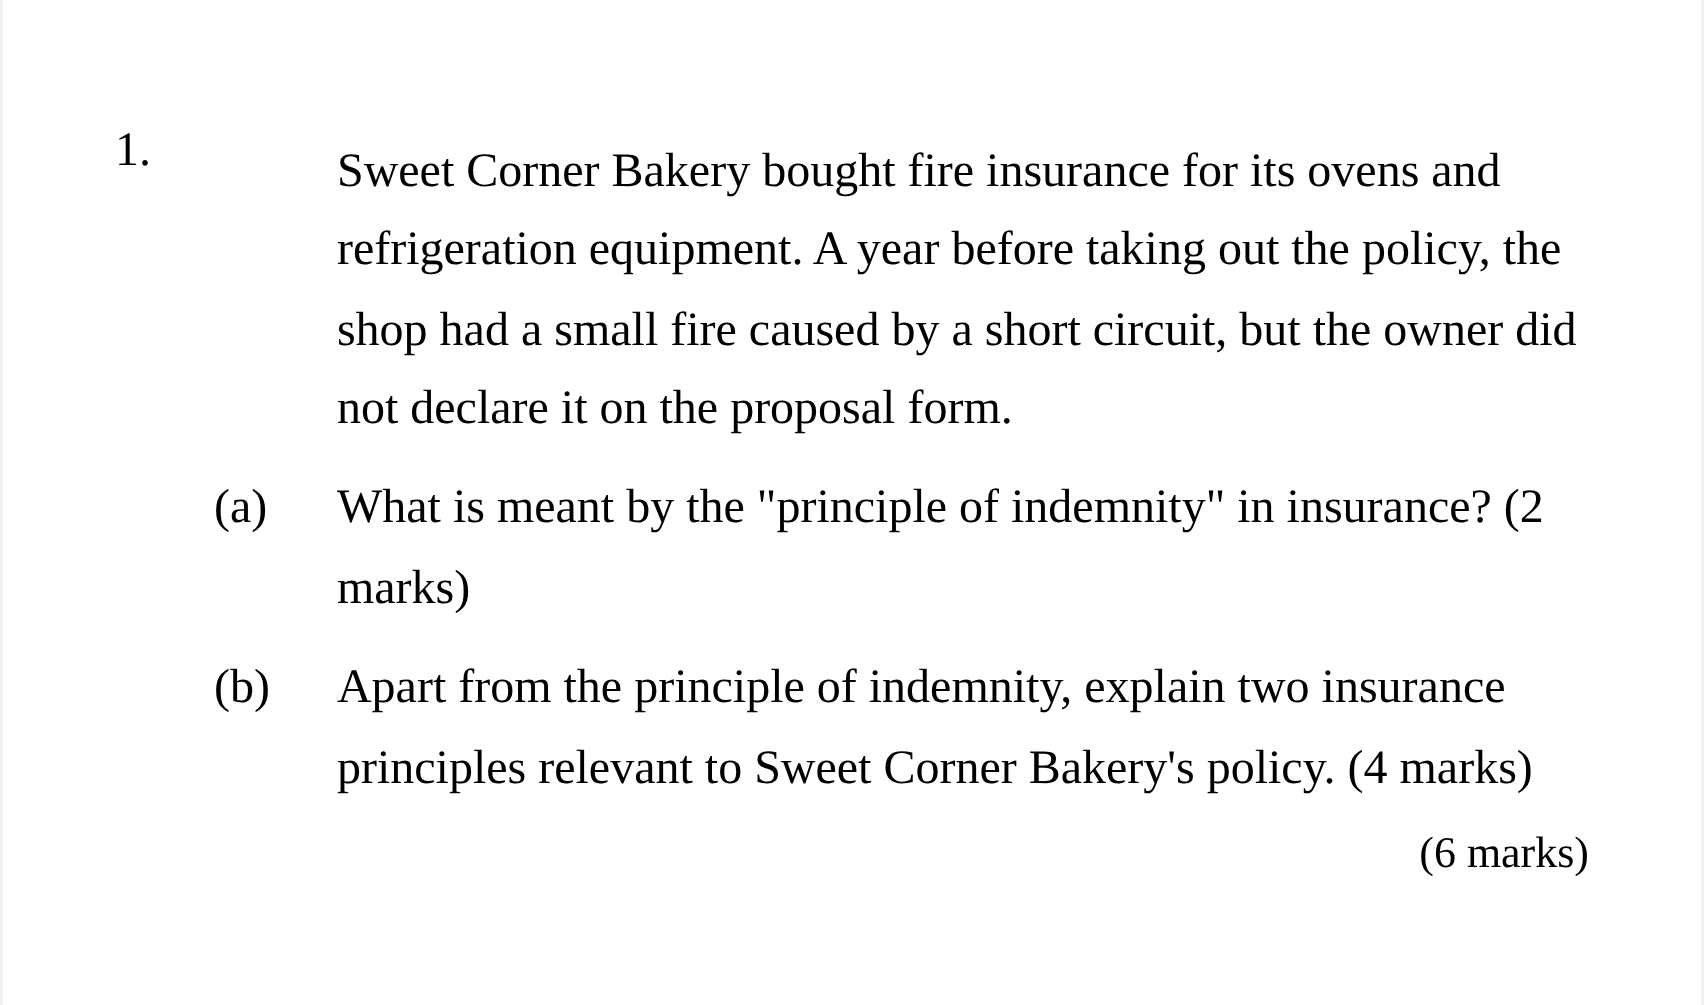 1.
Sweet Corner Bakery bought fire insurance for its ovens and
refrigeration equipment. A year before taking out the policy, the
shop had a small fire caused by a short circuit, but the owner did
not declare it on the proposal form.
(a) What is meant by the "principle of indemnity" in insurance? (2
marks)
(b) Apart from the principle of indemnity, explain two insurance
principles relevant to Sweet Corner Bakery's policy. (4 marks)
(6 marks)